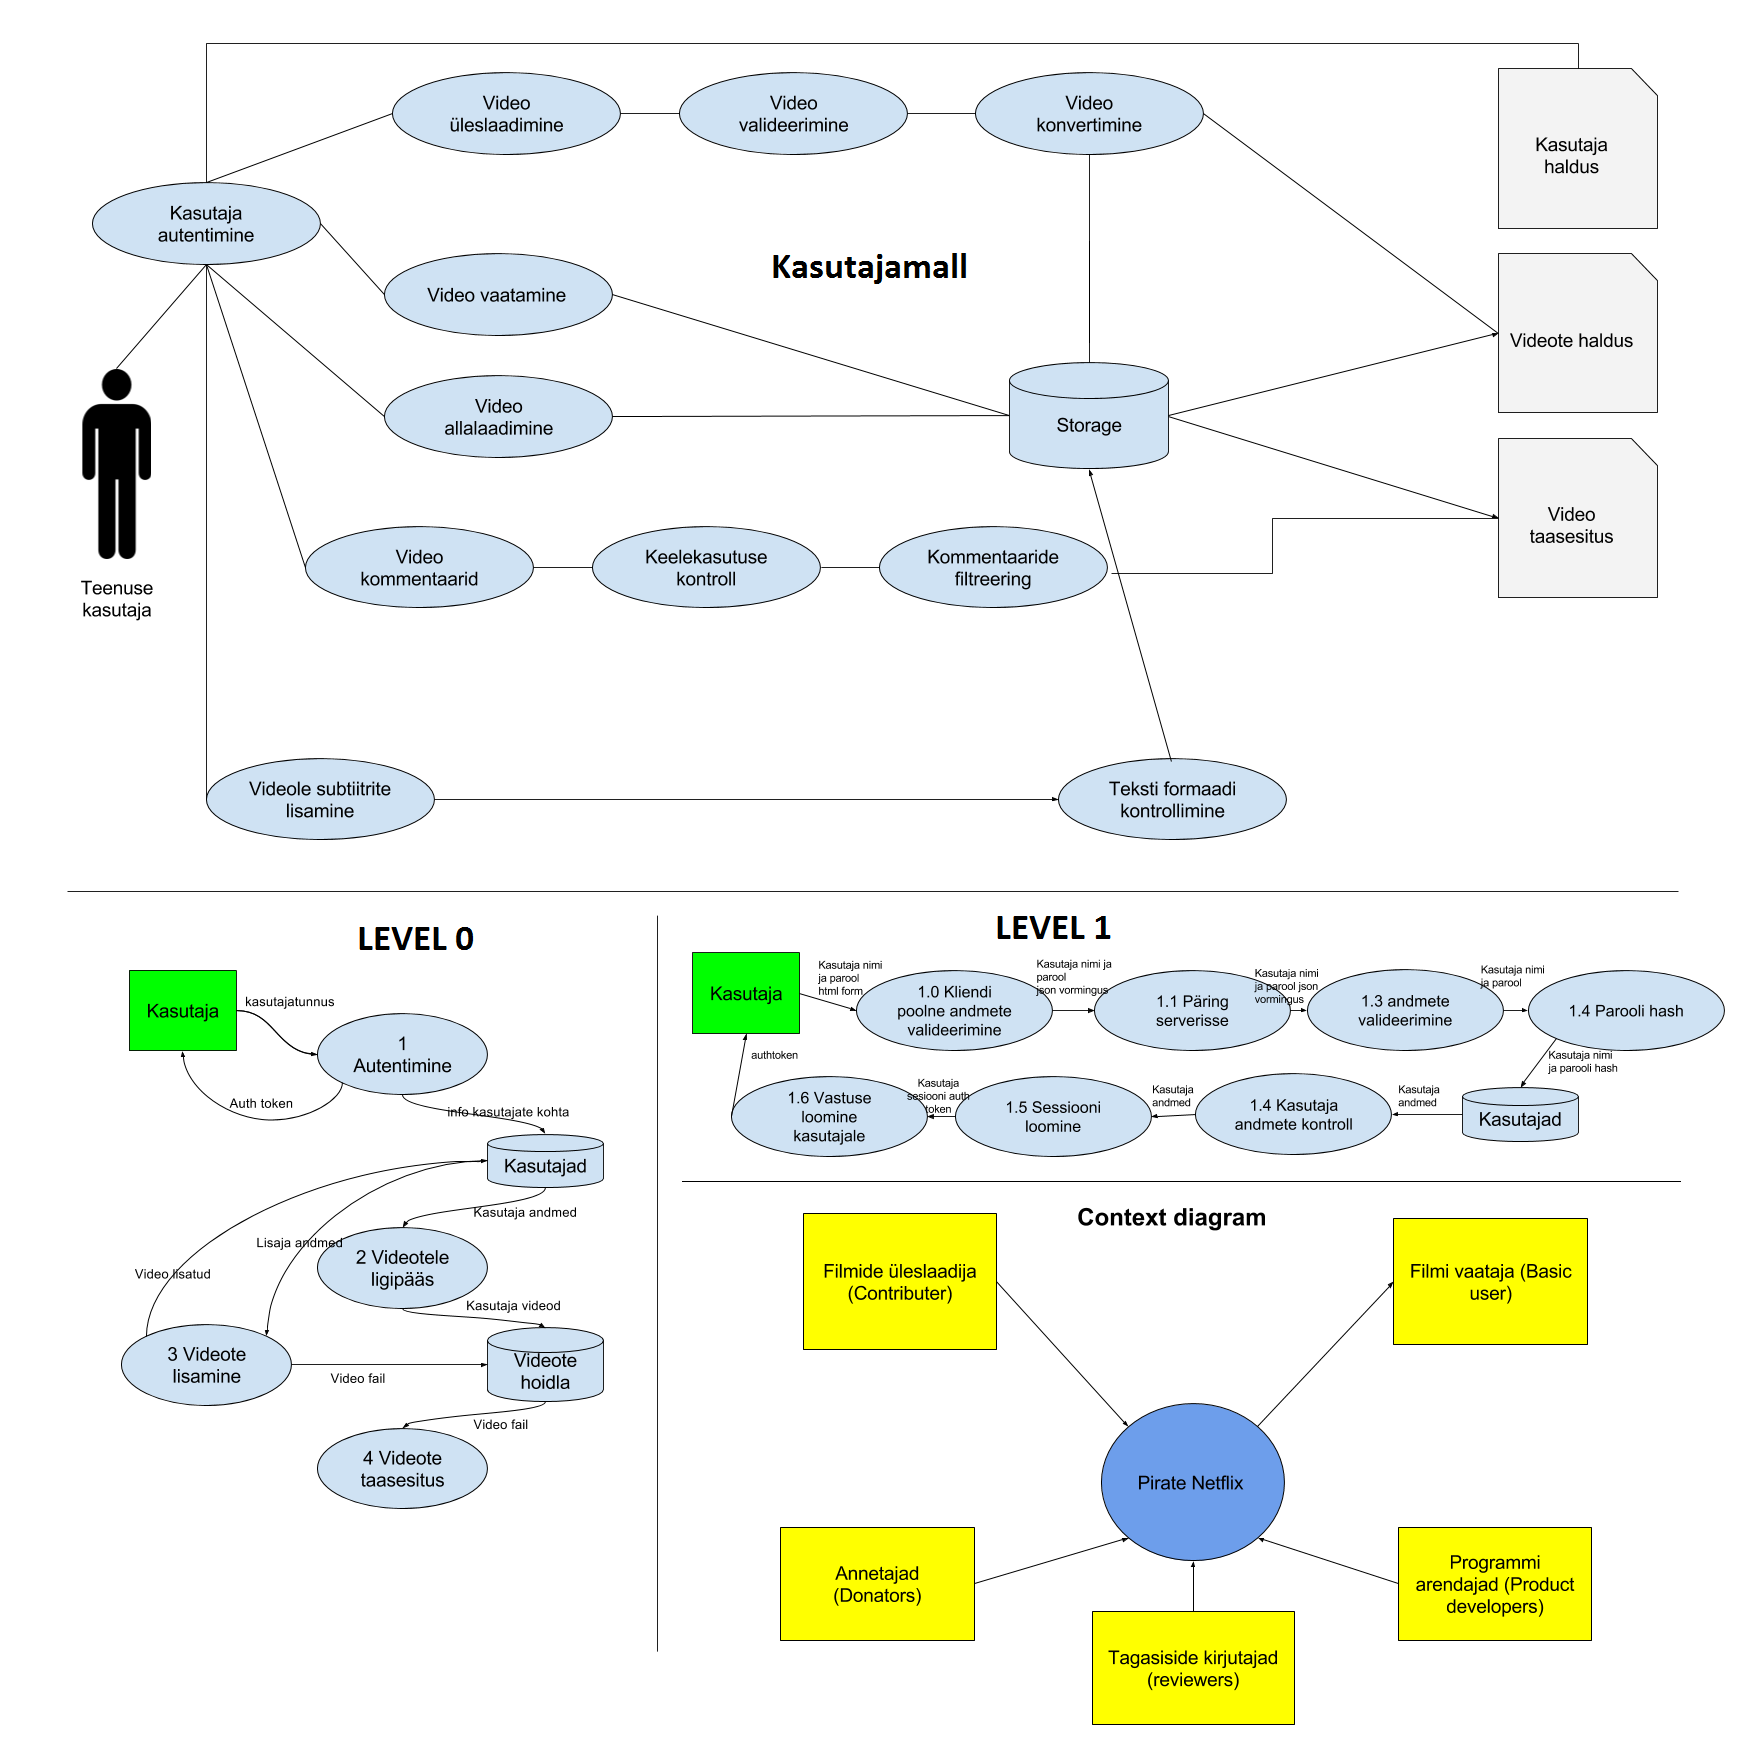 Video
üleslaadimine
Video
valideerimine
Video
konvertimine
Kasutaja
haldus
Kasutaja
autentimine
Kasutajamall
Video vaatamine
Videote haldus
Video
allalaadimine
Storage
Video
taasesitus
Video
kommentaarid
Keelekasutuse
kontroll
Kommentaaride
filtreering
Teenuse
kasutaja
Videole subtiitrite
lisamine
Teksti formaadi
kontrollimine
LEVEL 0
Kasutaja
kasutajatunnus
1
Autentimine
Auth token
info kasutajate kohta
Kasutajad
Kasutaja andmed
Lisaja andmed
Video lisatud
2 Videotele
ligipääs
Kasutaja videod
3 Videote
lisamine
Video fail
Videote
hoidla
Video fail
4 Videote
taasesitus
LEVEL 1
Kasutaja
Kasutaja nimi
ja parool
html form
1.0 Kliendi
poolne andmete
valideerimine
Kasutaja nimi ja
parool
json vormingus
1.1 Päring
serverisse
Kasutaja nimi
ja parool json
vormingus
1.3 andmete
valideerimine
Kasutaja nimi
ja parool
1.4 Parooli hash
Kasutaja nimi
ja parooli hash
Kasutajad
Kasutaja
andmed
1.4 Kasutaja
andmete kontroll
Kasutaja
andmed
1.5 Sessiooni
loomine
Kasutaja
sesiooni auth
token
1.6 Vastuse
loomine
kasutajale
authtoken
Context diagram
Filmide üleslaadija
(Contributer)
Filmi vaataja (Basic
user)
Pirate Netflix
Annetajad
(Donators)
Tagasiside kirjutajad
(reviewers)
Programmi
arendajad (Product
developers)